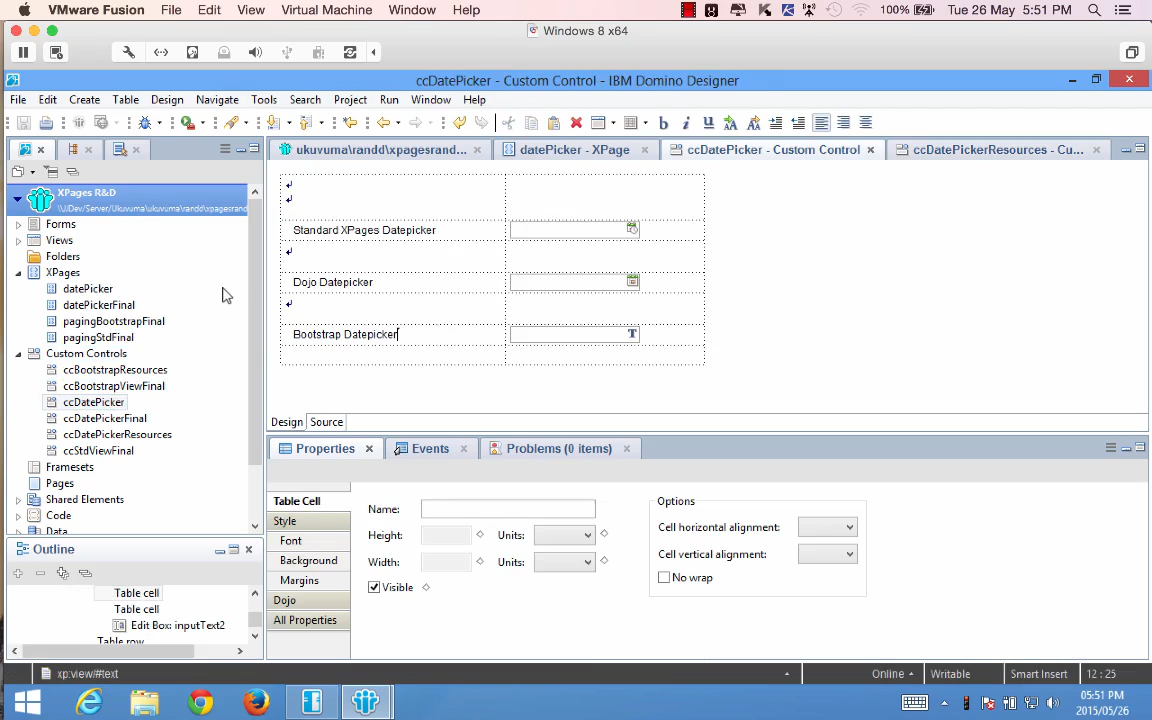 VMware Fusion File Edit View Virtual Machine Window Help 100% Tue 26 May 5:51 PM
Windows 8 x64
ccDatePicker - Custom Control - IBM Domino Designer
File Edit Create Table Design Navigate Tools Search Project Run Window Help
ukuvuma\randd\xpagesrand... datePicker - XPage ccDatePicker - Custom Control ccDatePickerResources - Cu...
XPages R&D
Forms
Views
Folders
XPages
datePicker
datePickerFinal
pagingBootstrapFinal
pagingStdFinal
Custom Controls
ccBootstrapResources
ccBootstrapViewFinal
ccDatePicker
ccDatePickerFinal
ccDatePickerResources
ccStdViewFinal
Framesets
Pages
Shared Elements
Code
Data
Standard XPages Datepicker
Dojo Datepicker
Bootstrap Datepicker T
Design Source
Outline
Table cell
Table cell
Edit Box: inputText2
Table row
Properties Events Problems (0 items)
Table Cell
Style
Font
Background
Margins
Dojo
All Properties
Name:
Height: Units:
Width: Units:
Visible
Options
Cell horizontal alignment:
Cell vertical alignment:
No wrap
xp:view/#text Online Writable Smart Insert 12 : 25
05:51 PM
2015/05/26